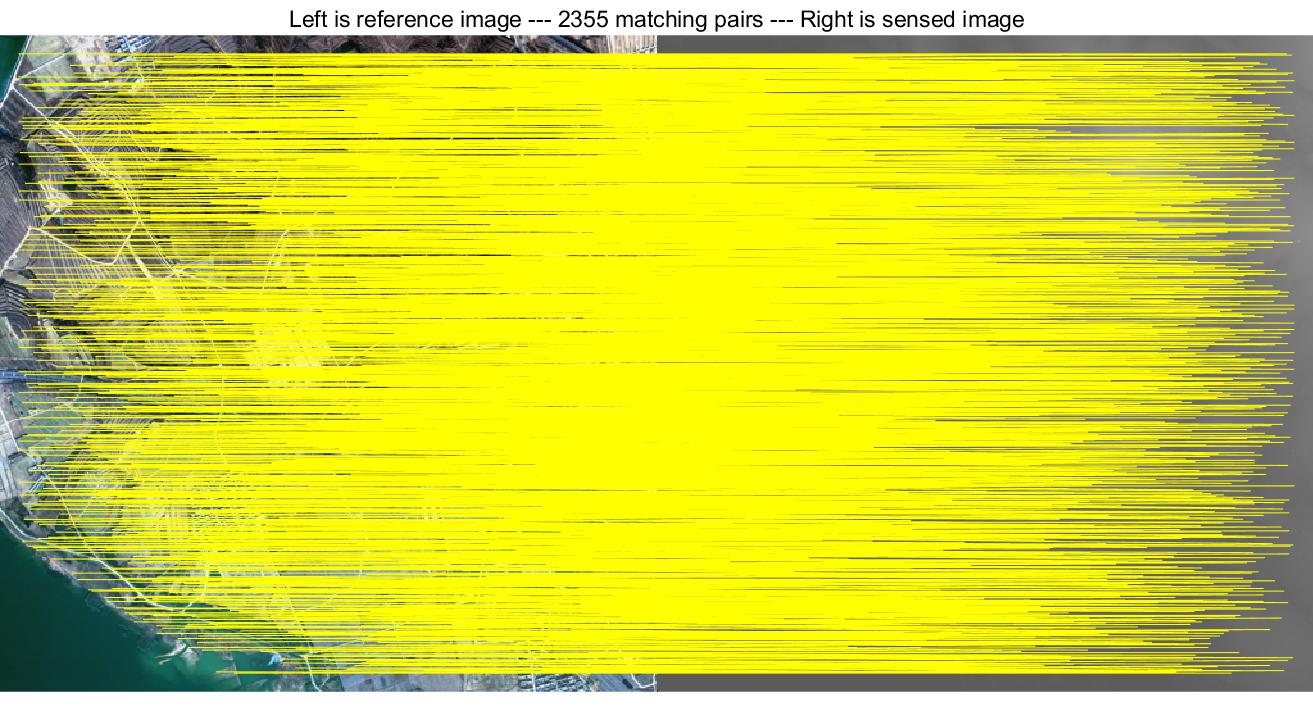 Left is reference image --- 2355 matching pairs --- Right is sensed image